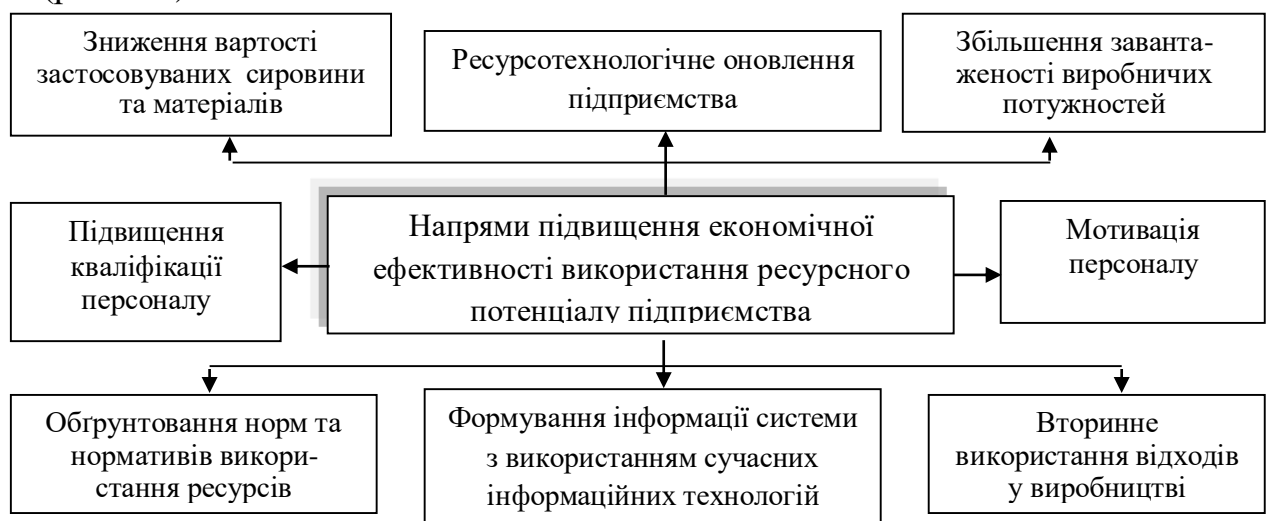 Зниження вартості
застосовуваних сировини
та матеріалів
Ресурсотехнологічне оновлення
підприємства
Збільшення заванта-
женості виробничих
потужностей
Підвищення
кваліфікації
персоналу
Напрями підвищення економічної
ефективності використання ресурсного
потенціалу підприємства
Мотивація
персоналу
Обґрунтовання норм та
нормативів викори-
стання ресурсів
Формування інформації системи
з використанням сучасних
інформаційних технологій
Вторинне
використання відходів
у виробництві